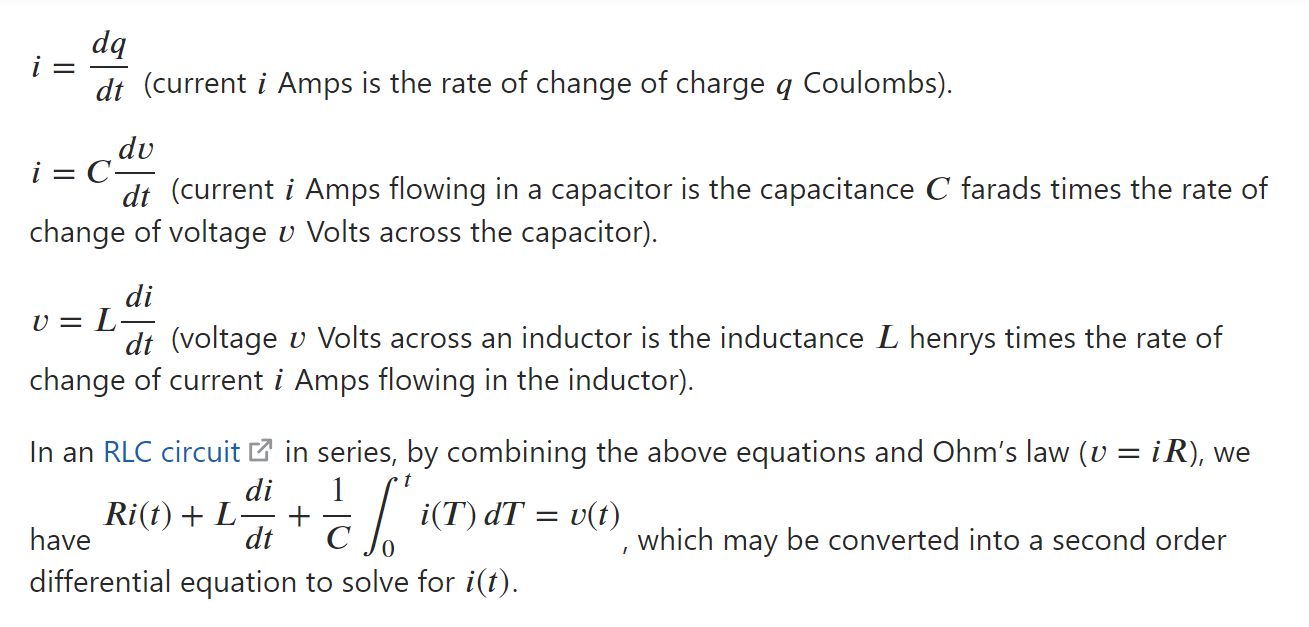 i = dq/dt (current i Amps is the rate of change of charge q Coulombs).
i = C dv/dt (current i Amps flowing in a capacitor is the capacitance C farads times the rate of
change of voltage v Volts across the capacitor).
v = L di/dt (voltage v Volts across an inductor is the inductance L henrys times the rate of
change of current i Amps flowing in the inductor).
In an RLC circuit in series, by combining the above equations and Ohm’s law (v = iR), we
have Ri(t) + L di/dt + 1/C ∫₀ᵗ i(T) dT = v(t), which may be converted into a second order
differential equation to solve for i(t).